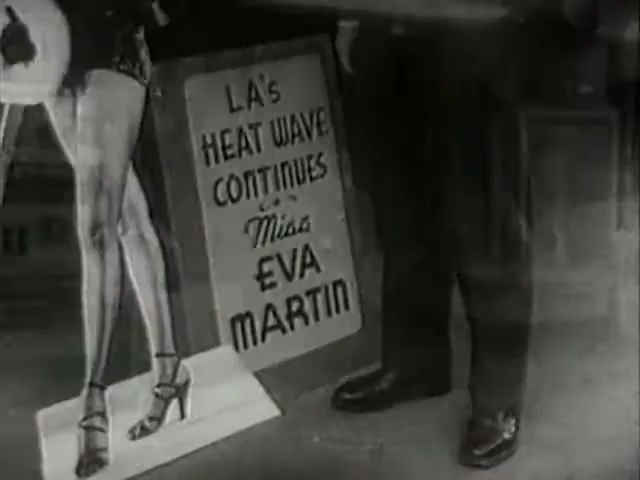 LA's
HEAT WAVE
CONTINUES
Miss
EVA
MARTIN